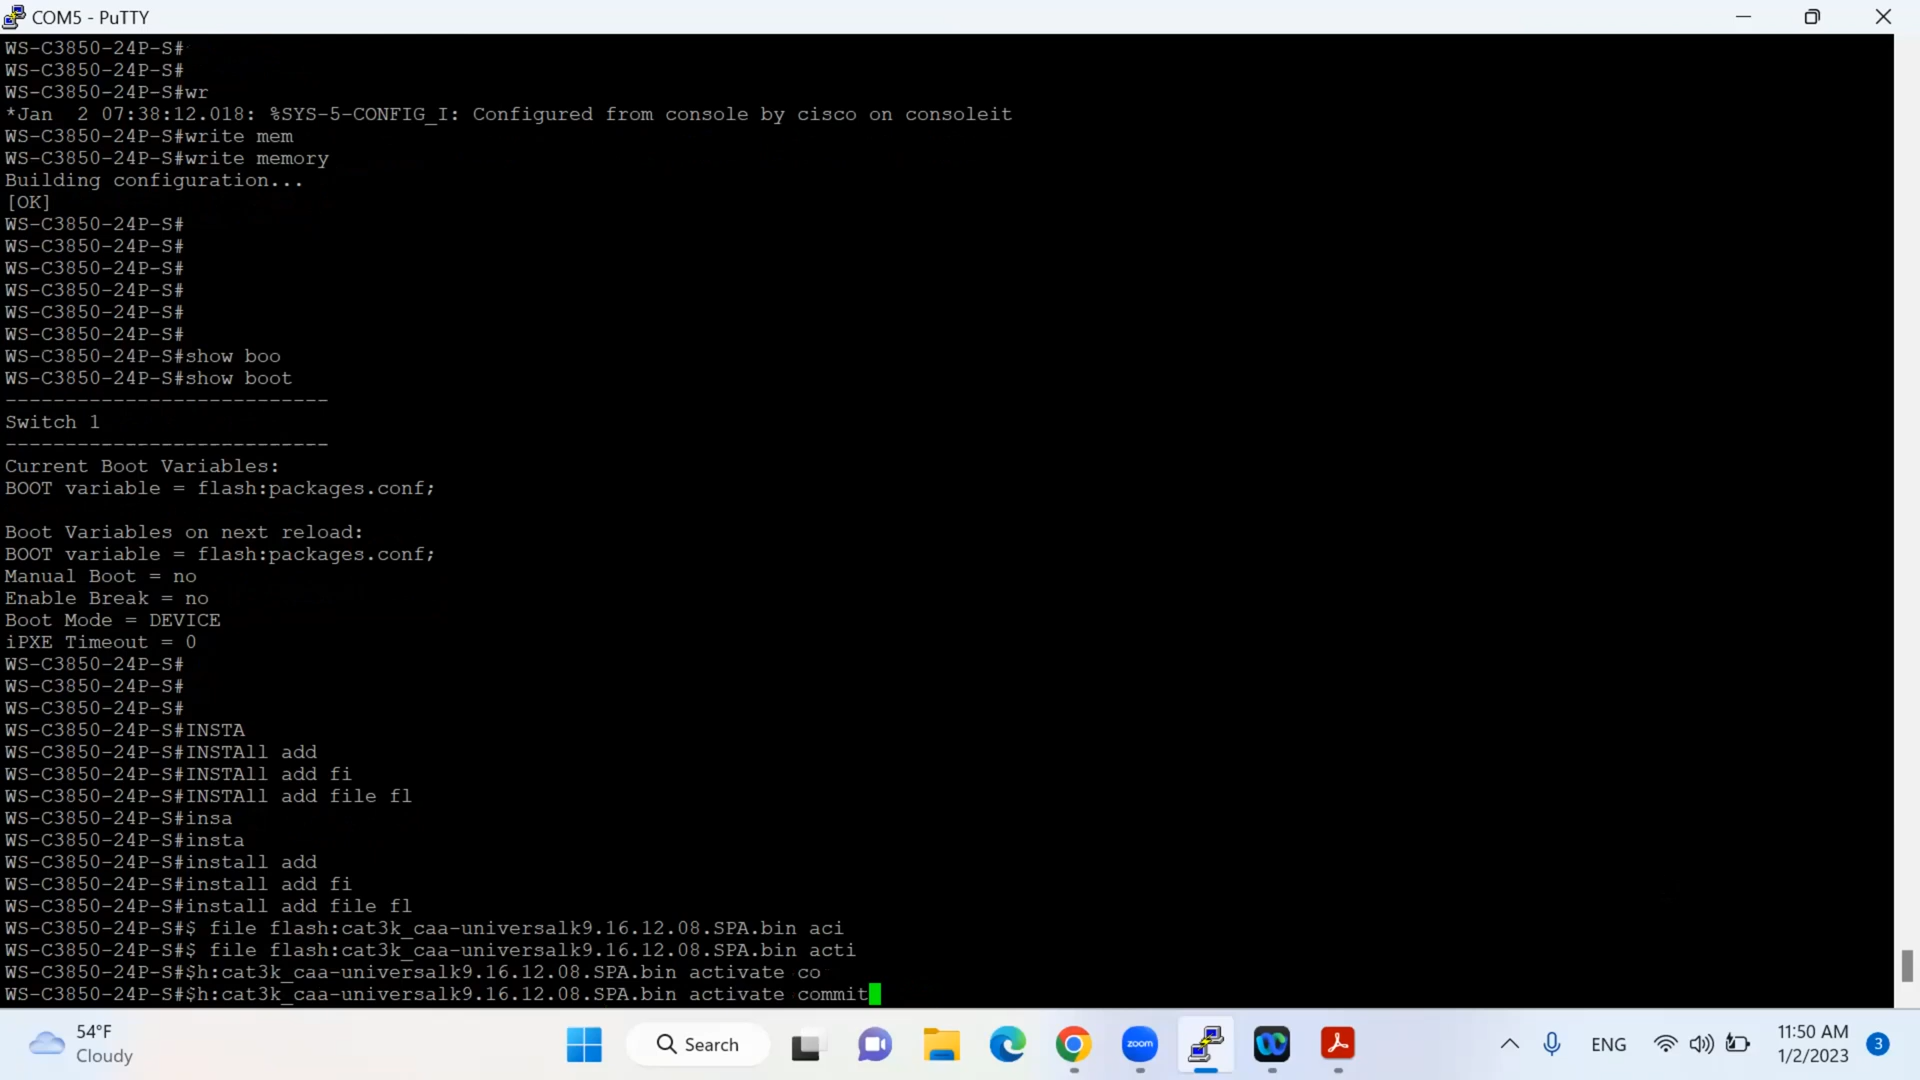 COM5 - PuTTY
WS-C3850-24P-S#
WS-C3850-24P-S#
WS-C3850-24P-S#wr
*Jan  2 07:38:12.018: %SYS-5-CONFIG_I: Configured from console by cisco on consoleit
WS-C3850-24P-S#write mem
WS-C3850-24P-S#write memory
Building configuration...
[OK]
WS-C3850-24P-S#
WS-C3850-24P-S#
WS-C3850-24P-S#
WS-C3850-24P-S#
WS-C3850-24P-S#
WS-C3850-24P-S#
WS-C3850-24P-S#show boo
WS-C3850-24P-S#show boot
---------------------------
Switch 1
---------------------------
Current Boot Variables:
BOOT variable = flash:packages.conf;
Boot Variables on next reload:
BOOT variable = flash:packages.conf;
Manual Boot = no
Enable Break = no
Boot Mode = DEVICE
iPXE Timeout = 0
WS-C3850-24P-S#
WS-C3850-24P-S#
WS-C3850-24P-S#
WS-C3850-24P-S#INSTA
WS-C3850-24P-S#INSTAll add
WS-C3850-24P-S#INSTAll add fi
WS-C3850-24P-S#INSTAll add file fl
WS-C3850-24P-S#insa
WS-C3850-24P-S#insta
WS-C3850-24P-S#install add
WS-C3850-24P-S#install add fi
WS-C3850-24P-S#install add file fl
WS-C3850-24P-S#$ file flash:cat3k_caa-universalk9.16.12.08.SPA.bin aci
WS-C3850-24P-S#$ file flash:cat3k_caa-universalk9.16.12.08.SPA.bin acti
WS-C3850-24P-S#$h:cat3k_caa-universalk9.16.12.08.SPA.bin activate co
WS-C3850-24P-S#$h:cat3k_caa-universalk9.16.12.08.SPA.bin activate commit
54°F
Cloudy
Search
zoom
ENG
11:50 AM
1/2/2023
3